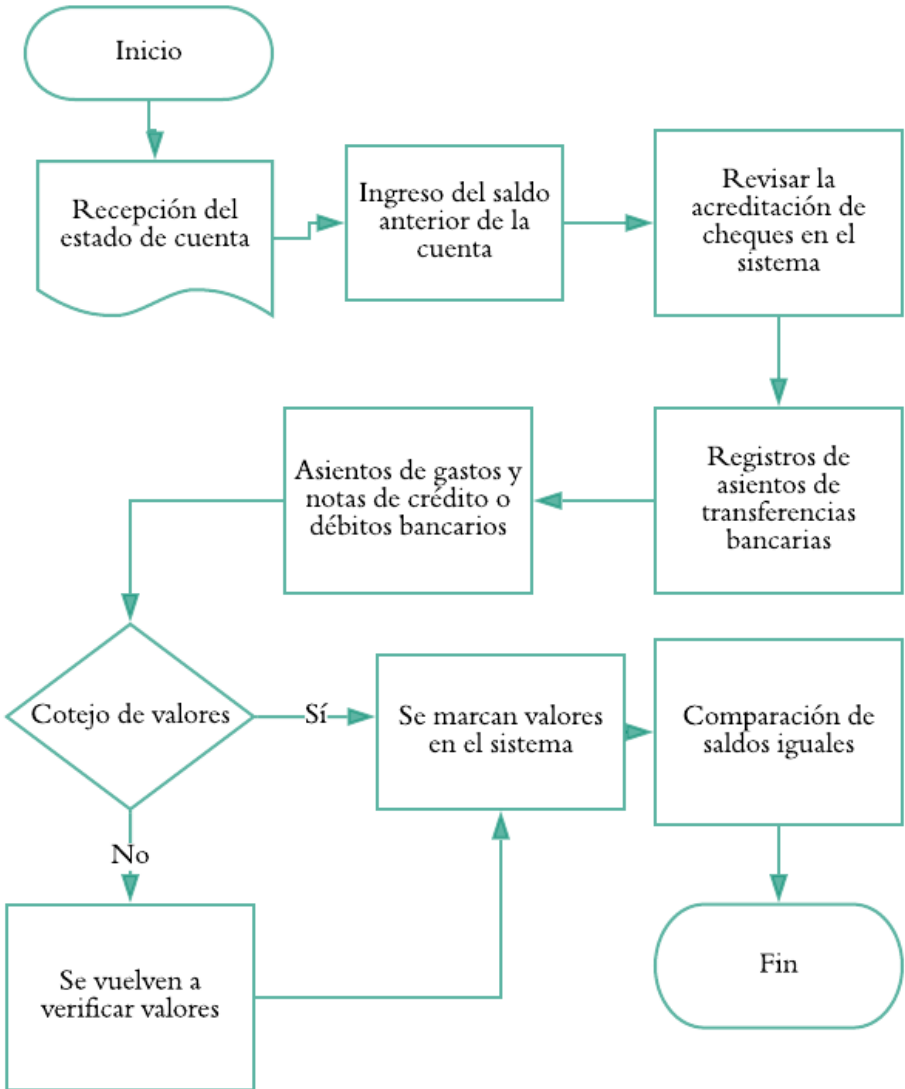 Inicio
Recepción del
estado de cuenta
Ingreso del saldo
anterior de la
cuenta
Revisar la
acreditación de
cheques en el
sistema
Registros de
asientos de
transferencias
bancarias
Asientos de gastos y
notas de crédito o
débitos bancarios
Cotejo de valores
Sí
Se marcan valores
en el sistema
Comparación de
saldos iguales
No
Se vuelven a
verificar valores
Fin